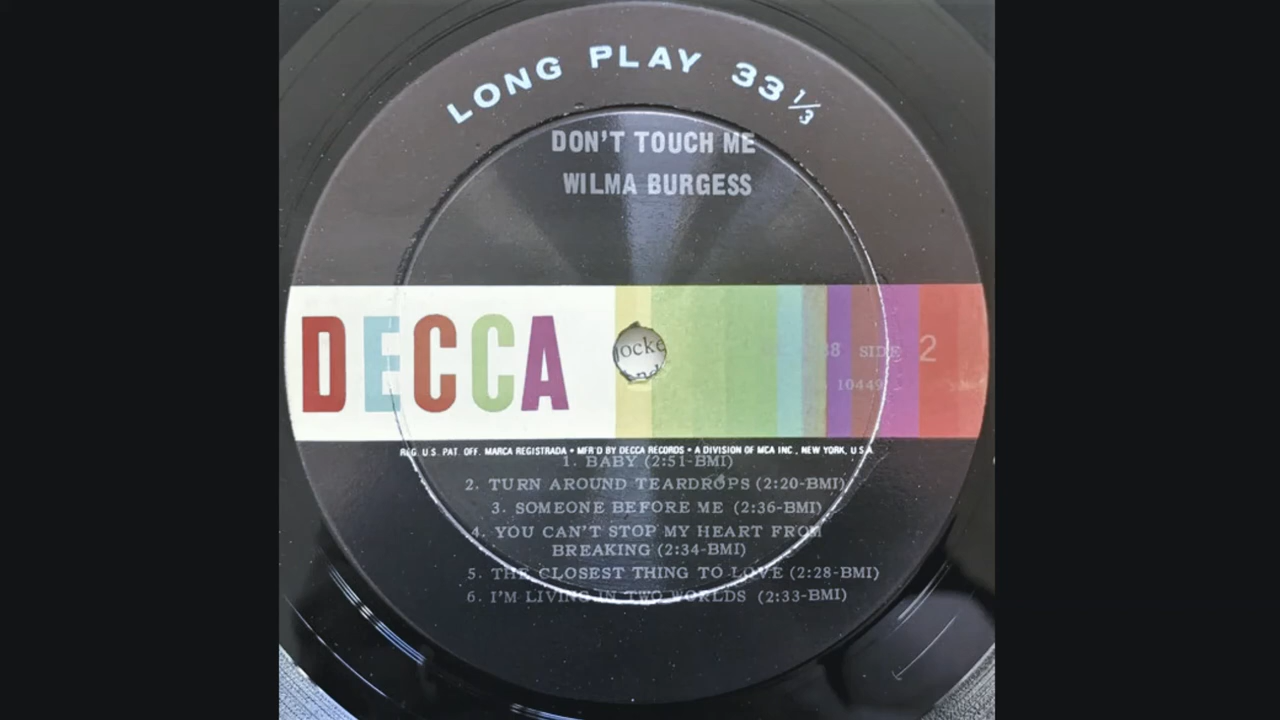 LONG PLAY 33 1/3
DON'T TOUCH ME
WILMA BURGESS
DECCA
jocke
SIDE 2
10449
REG. U.S. PAT. OFF. MARCA REGISTRADA • MFR'D BY DECCA RECORDS • A DIVISION OF MCA INC., NEW YORK, U.S.A.
1. BABY (2:51-BMI)
2. TURN AROUND TEARDROPS (2:20-BMI)
3. SOMEONE BEFORE ME (2:36-BMI)
4. YOU CAN'T STOP MY HEART FROM
BREAKING (2:34-BMI)
5. THE CLOSEST THING TO LOVE (2:28-BMI)
6. I'M LIVING IN TWO WORLDS (2:33-BMI)